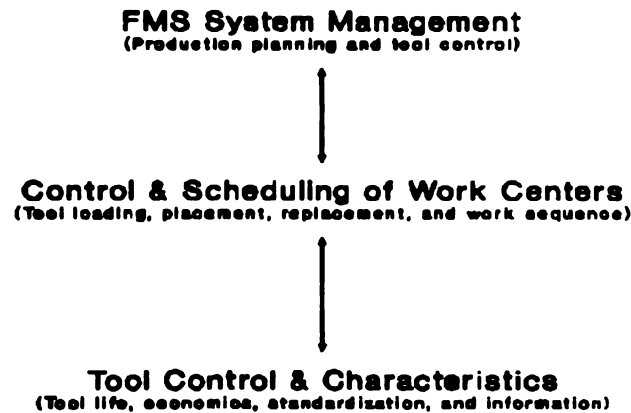 FMS System Management
(Production planning and tool control)
Control & Scheduling of Work Centers
(Tool loading, placement, replacement, and work sequence)
Tool Control & Characteristics
(Tool life, economics, standardization, and information)